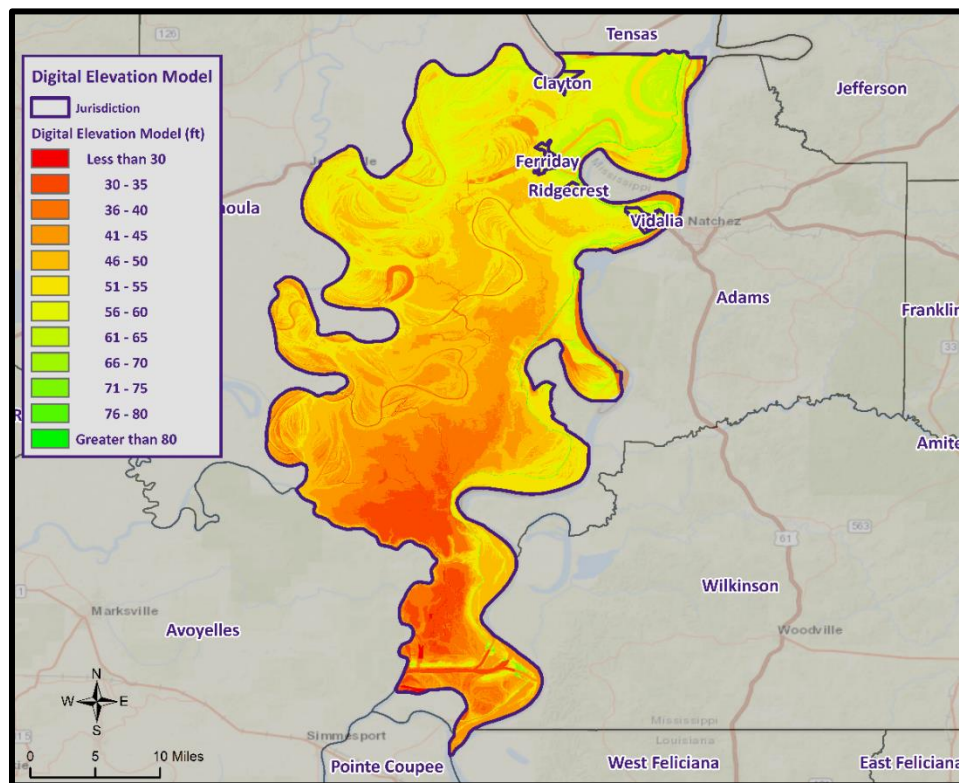 Tensas
126
Digital Elevation Model
Jurisdiction
Digital Elevation Model (ft)
Less than 30
30 - 35
36 - 40
41 - 45
46 - 50
51 - 55
56 - 60
61 - 65
66 - 70
71 - 75
76 - 80
Greater than 80
Clayton
Jefferson
Ferriday
Mississippi
Ridgecrest
Vidalia
Natchez
Adams
Franklin
33
Amite
563
61
Wilkinson
Marksville
Avoyelles
Woodville
N
W
E
S
0 5 10 Miles
Simmesport
Mississippi
Louisiana
Pointe Coupee
West Feliciana
East Feliciana